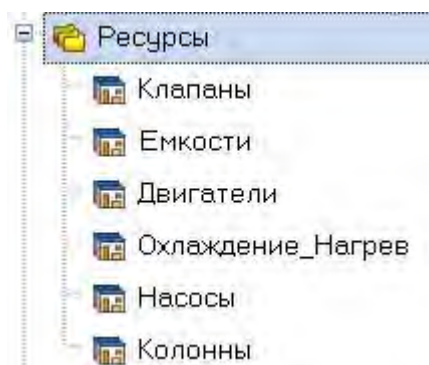 Ресурсы
Клапаны
Емкости
Двигатели
Охлаждение_Нагрев
Насосы
Колонны